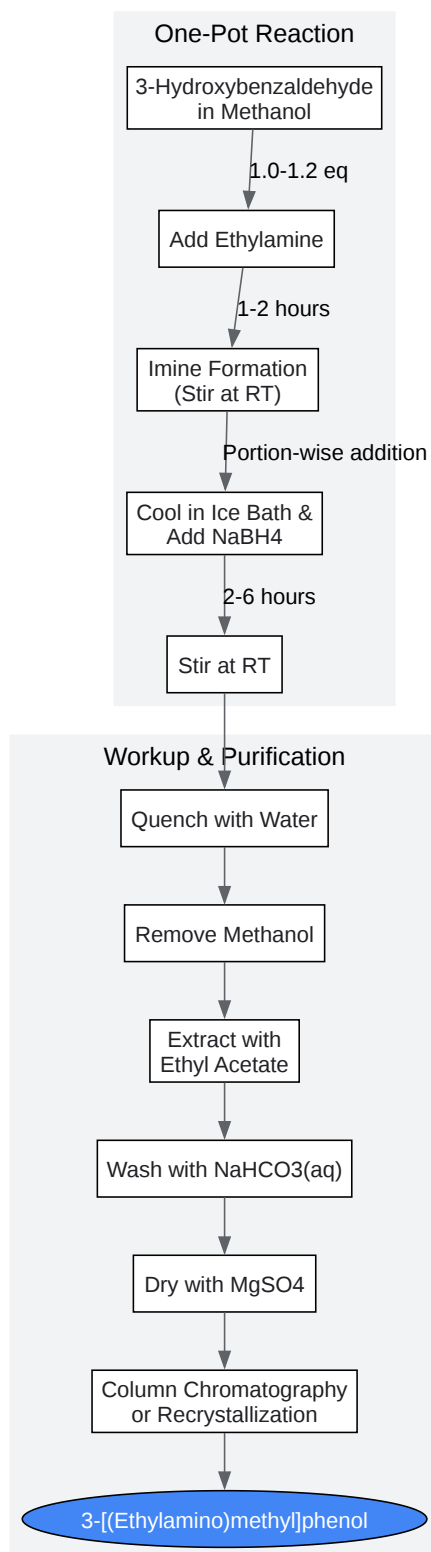 One-Pot Reaction
3-Hydroxybenzaldehyde
in Methanol
1.0-1.2 eq
Add Ethylamine
1-2 hours
Imine Formation
(Stir at RT)
Portion-wise addition
Cool in Ice Bath &
Add NaBH4
2-6 hours
Stir at RT
Workup & Purification
Quench with Water
Remove Methanol
Extract with
Ethyl Acetate
Wash with NaHCO3(aq)
Dry with MgSO4
Column Chromatography
or Recrystallization
3-[(Ethylamino)methyl]phenol